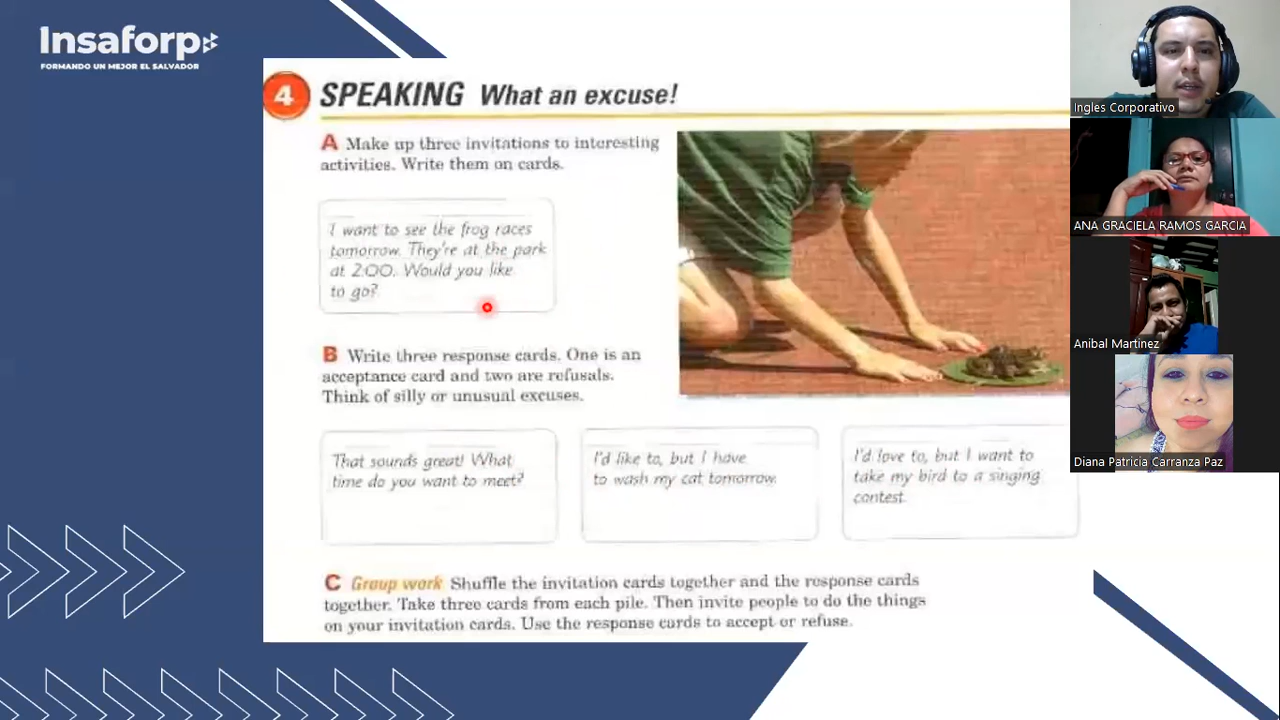 Insaforp
FORMANDO UN MEJOR EL SALVADOR
4 SPEAKING What an excuse!
A Make up three invitations to interesting
activities. Write them on cards.
I want to see the frog races
tomorrow. They're at the park
at 2:00. Would you like
to go?
B Write three response cards. One is an
acceptance card and two are refusals.
Think of silly or unusual excuses.
That sounds great! What
time do you want to meet?
I'd like to, but I have
to wash my cat tomorrow.
I'd love to, but I want to
take my bird to a singing
contest.
C Group work Shuffle the invitation cards together and the response cards
together. Take three cards from each pile. Then invite people to do the things
on your invitation cards. Use the response cards to accept or refuse.
Ingles Corporativo
ANA GRACIELA RAMOS GARCIA
Anibal Martinez
Diana Patricia Carranza Paz